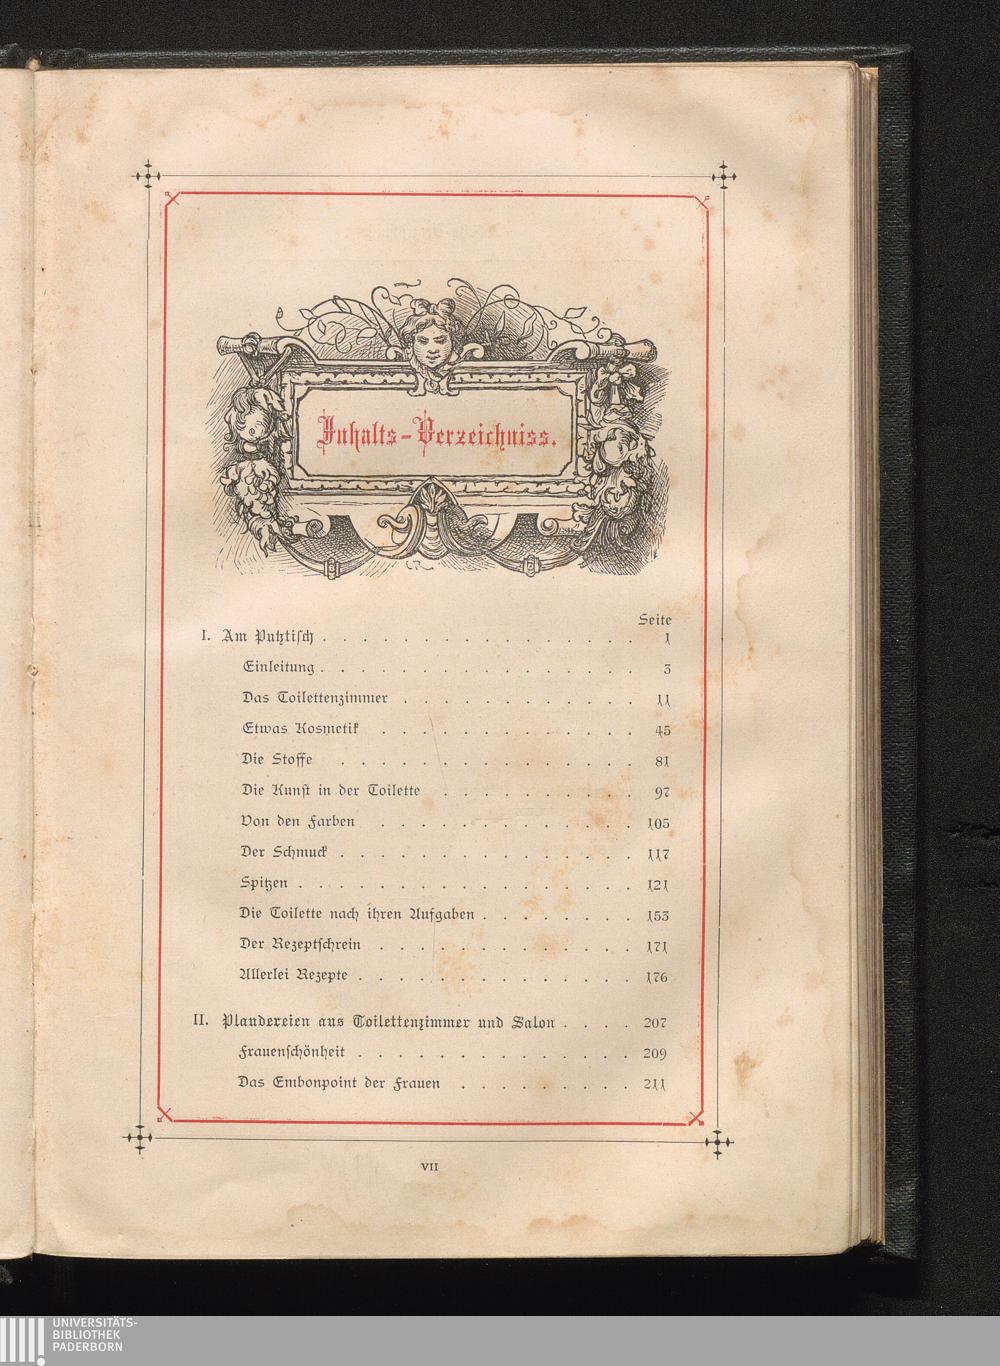 Inhalts-Verzeichniss.
Seite
I. Am Putztisch . . . . . . . . . . . . . . . . . . . 1
Einleitung . . . . . . . . . . . . . . . . . . . 3
Das Toilettenzimmer . . . . . . . . . . . . . . 11
Etwas Kosmetik . . . . . . . . . . . . . . . 45
Die Stoffe . . . . . . . . . . . . . . . . . 81
Die Kunst in der Toilette . . . . . . . . . . . 97
Von den Farben . . . . . . . . . . . . . . . 105
Der Schmuck . . . . . . . . . . . . . . . . . 117
Spitzen . . . . . . . . . . . . . . . . . . . 121
Die Toilette nach ihren Aufgaben . . . . . . . . 153
Der Rezeptschrein . . . . . . . . . . . . . . . 171
Allerlei Rezepte . . . . . . . . . . . . . . . . 176
II. Plaudereien aus Toilettenzimmer und Salon . . . . 207
Frauenschönheit . . . . . . . . . . . . . . . . 209
Das Embonpoint der Frauen . . . . . . . . . . 211
VII
UNIVERSITÄTS-
BIBLIOTHEK
PADERBORN